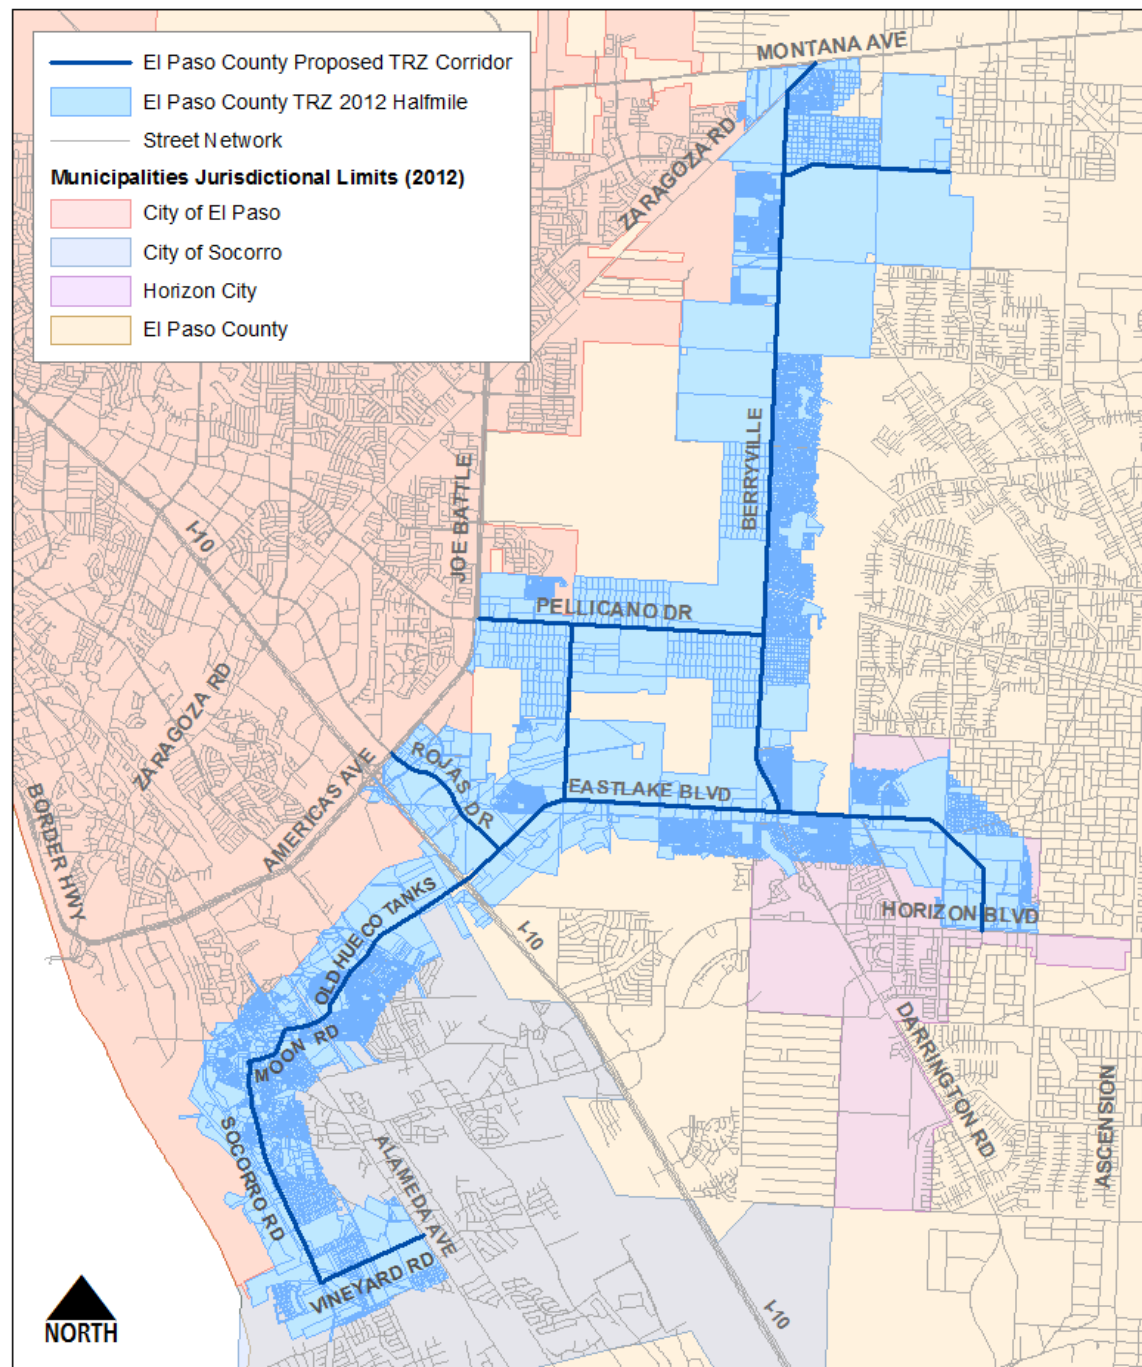 El Paso County Proposed TRZ Corridor
El Paso County TRZ 2012 Halfmile
Street Network
Municipalities Jurisdictional Limits (2012)
City of El Paso
City of Socorro
Horizon City
El Paso County
MONTANA AVE
ZARAGOZA RD
BERRYVILLE
JOE BATTLE
I-10
PELLICANO DR
ZARAGOZA RD
ROJAS DR
EASTLAKE BLVD
AMERICAS AVE
BORDER HWY
OLD HUECO TANKS
HORIZON BLVD
I-10
MOON RD
DARRINGTON RD
ASCENSION
SOCORRO RD
ALAMEDA AVE
VINEYARD RD
I-10
NORTH